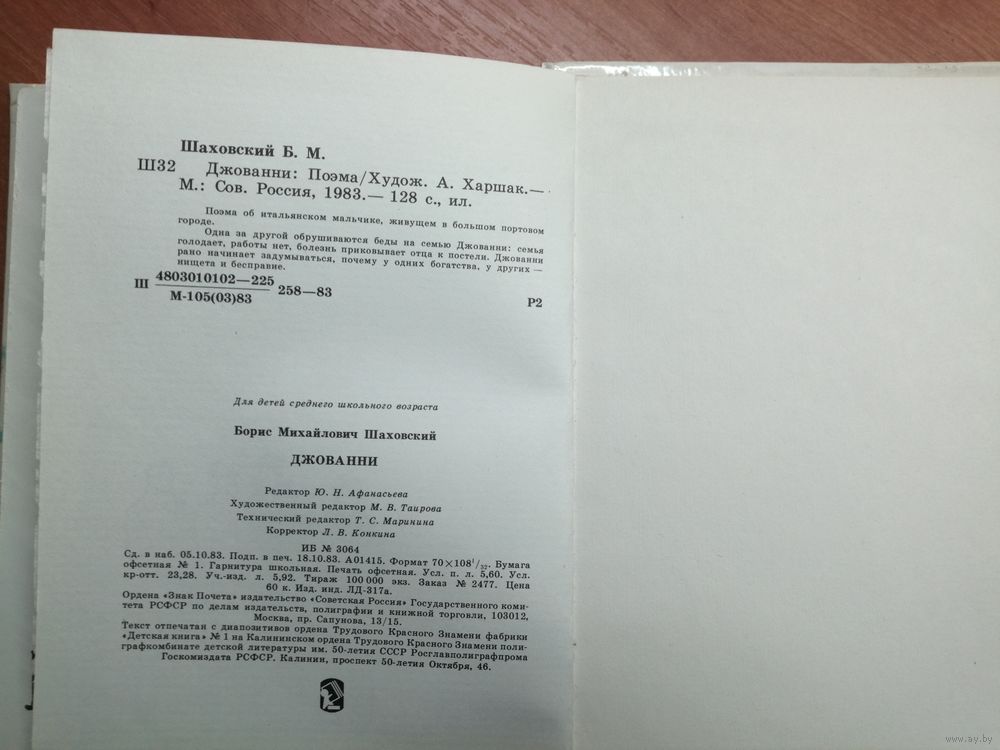 Шаховский Б. М.
Ш32 Джованни: Поэма/Худож. А. Харшак.—
М.: Сов. Россия, 1983.— 128 с., ил.
Поэма об итальянском мальчике, живущем в большом портовом
городе.
Одна за другой обрушиваются беды на семью Джованни: семья
голодает, работы нет, болезнь приковывает отца к постели. Джованни
рано начинает задумываться, почему у одних богатства, у других —
нищета и бесправие.
Ш 4803010102—225 258—83
М-105(03)83
Р2
Для детей среднего школьного возраста
Борис Михайлович Шаховский
ДЖОВАННИ
Редактор Ю. Н. Афанасьева
Художественный редактор М. В. Таирова
Технический редактор Т. С. Маринина
Корректор Л. В. Конкина
ИБ № 3064
Сд. в наб. 05.10.83. Подп. в печ. 18.10.83. А01415. Формат 70×108¹/₃₂. Бумага
офсетная № 1. Гарнитура школьная. Печать офсетная. Усл. п. л. 5,60. Усл.
кр-отт. 23,28. Уч.-изд. л. 5,92. Тираж 100 000 экз. Заказ № 2477. Цена
60 к. Изд. инд. ЛД-317а.
Ордена «Знак Почета» издательство «Советская Россия» Государственного коми-
тета РСФСР по делам издательств, полиграфии и книжной торговли, 103012,
Москва, пр. Сапунова, 13/15.
Текст отпечатан с диапозитивов ордена Трудового Красного Знамени фабрики
«Детская книга» № 1 на Калининском ордена Трудового Красного Знамени поли-
графкомбинате детской литературы им. 50-летия СССР Росглавполиграфпрома
Госкомиздата РСФСР. Калинин, проспект 50-летия Октября, 46.
www.ay.by